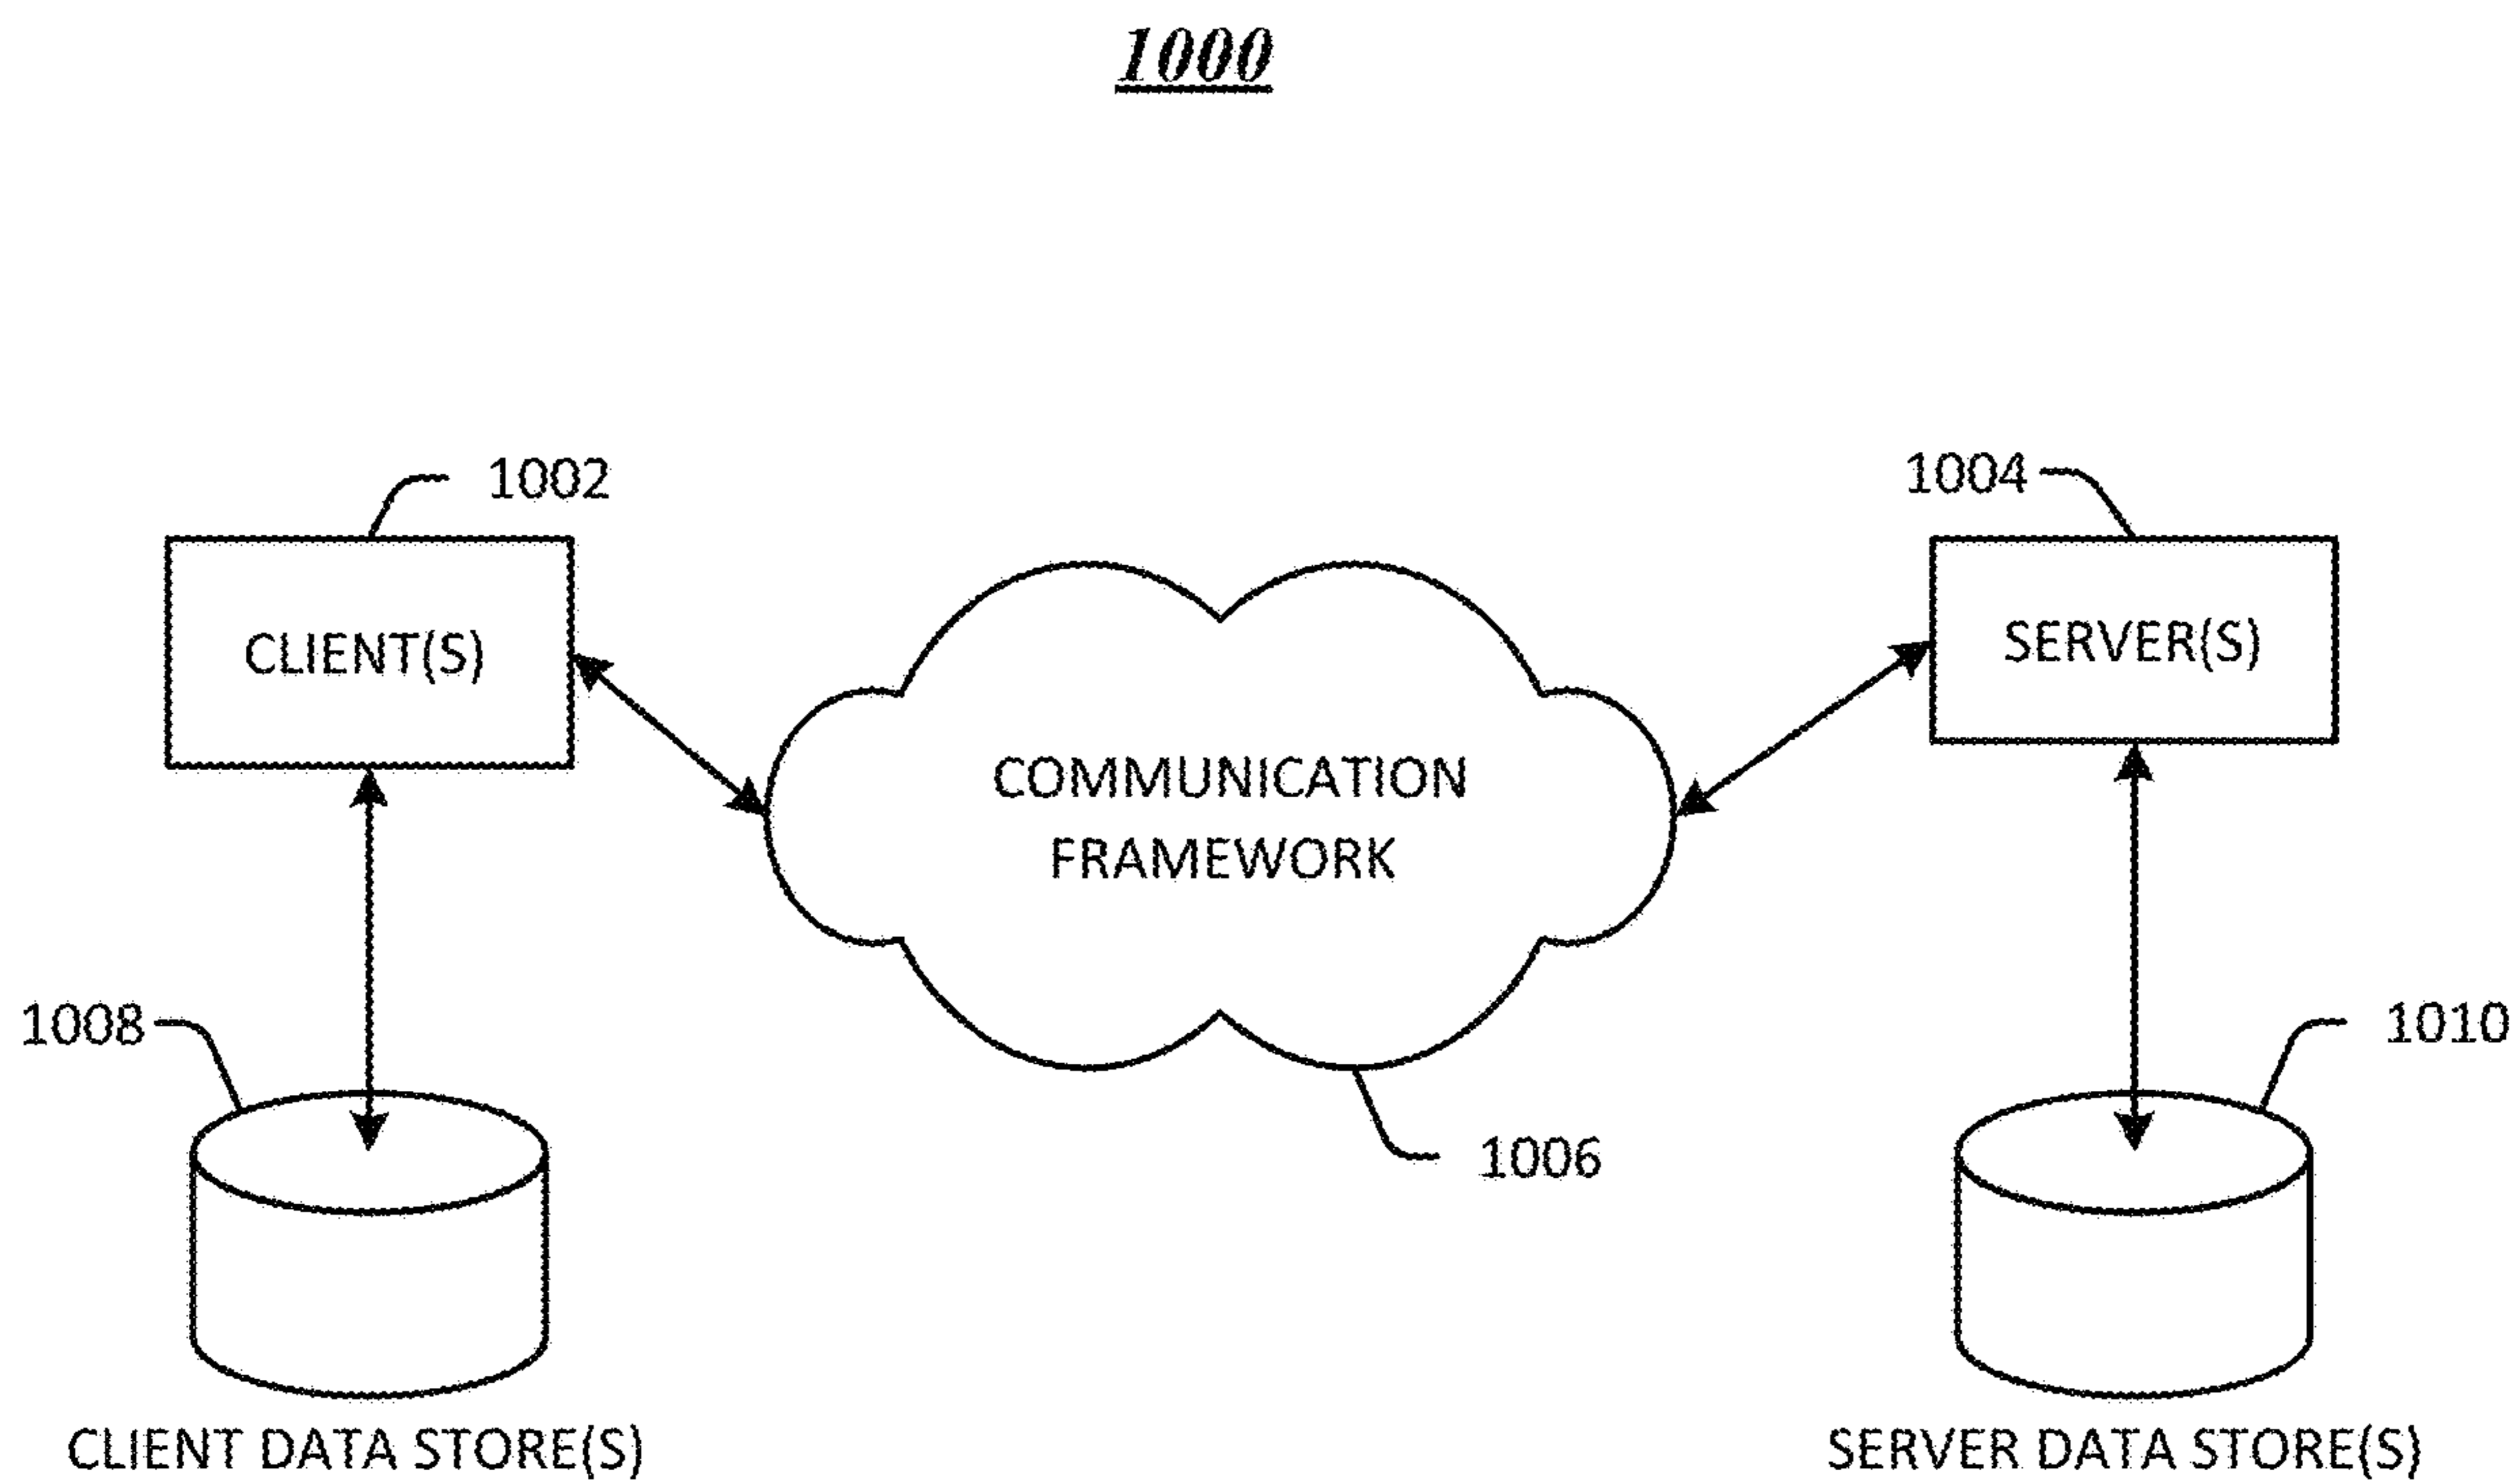 1000
1002
1004
CLIENT(S)
SERVER(S)
COMMUNICATION
FRAMEWORK
1008
1010
1006
CLIENT DATA STORE(S)
SERVER DATA STORE(S)